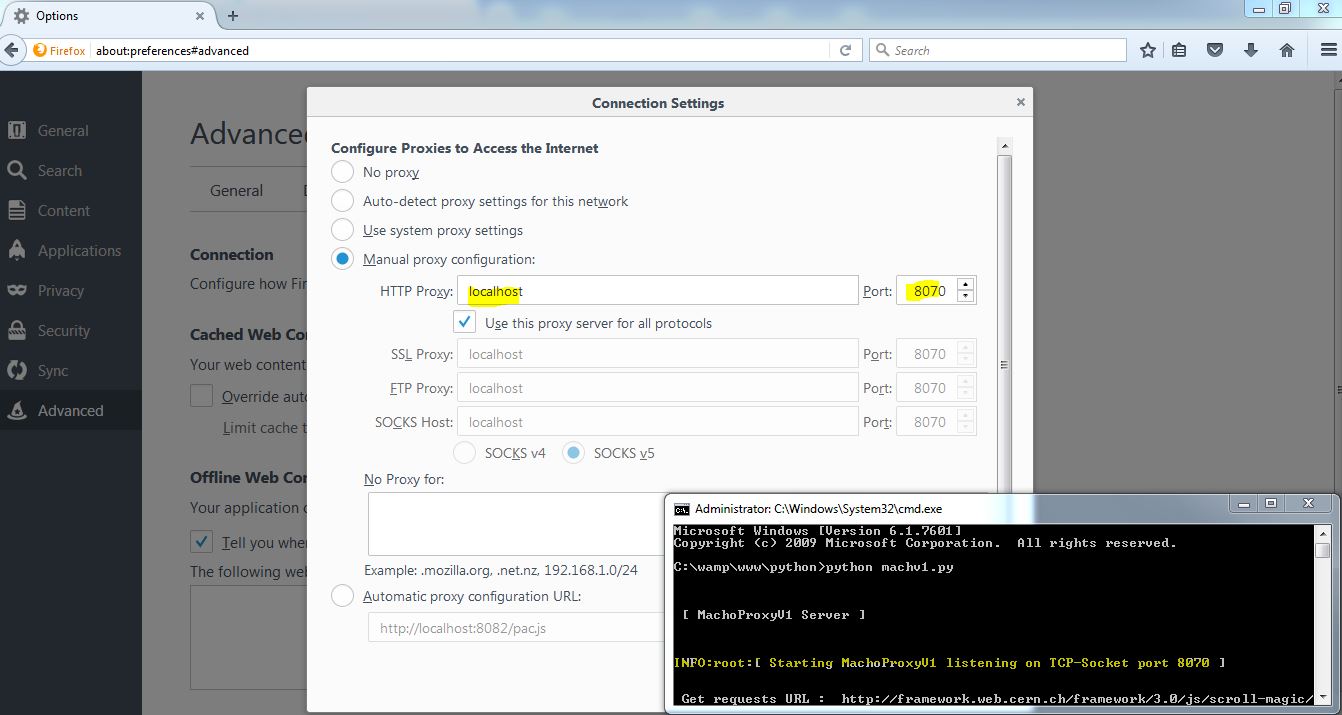 Options
Firefox about:preferences#advanced
Search
General
Search
Content
Applications
Privacy
Security
Sync
Advanced
Advance
General
Connection
Configure how Fir
Cached Web Co
Your web content
Override auto
Limit cache t
Offline Web Co
Your application
Tell you whe
The following we
Connection Settings
Configure Proxies to Access the Internet
No proxy
Auto-detect proxy settings for this network
Use system proxy settings
Manual proxy configuration:
HTTP Proxy: localhost Port: 8070
Use this proxy server for all protocols
SSL Proxy: localhost Port: 8070
FTP Proxy: localhost Port: 8070
SOCKS Host: localhost Port: 8070
SOCKS v4 SOCKS v5
No Proxy for:
Example: .mozilla.org, .net.nz, 192.168.1.0/24
Automatic proxy configuration URL:
http://localhost:8082/pac.js
Administrator: C:\Windows\System32\cmd.exe
Microsoft Windows [Version 6.1.7601]
Copyright (c) 2009 Microsoft Corporation. All rights reserved.
C:\wamp\www\python>python machv1.py
[ MachoProxyV1 Server ]
INFO:root:[ Starting MachoProxyV1 listening on TCP-Socket port 8070 ]
Get requests URL : http://framework.web.cern.ch/framework/3.0/js/scroll-magic/